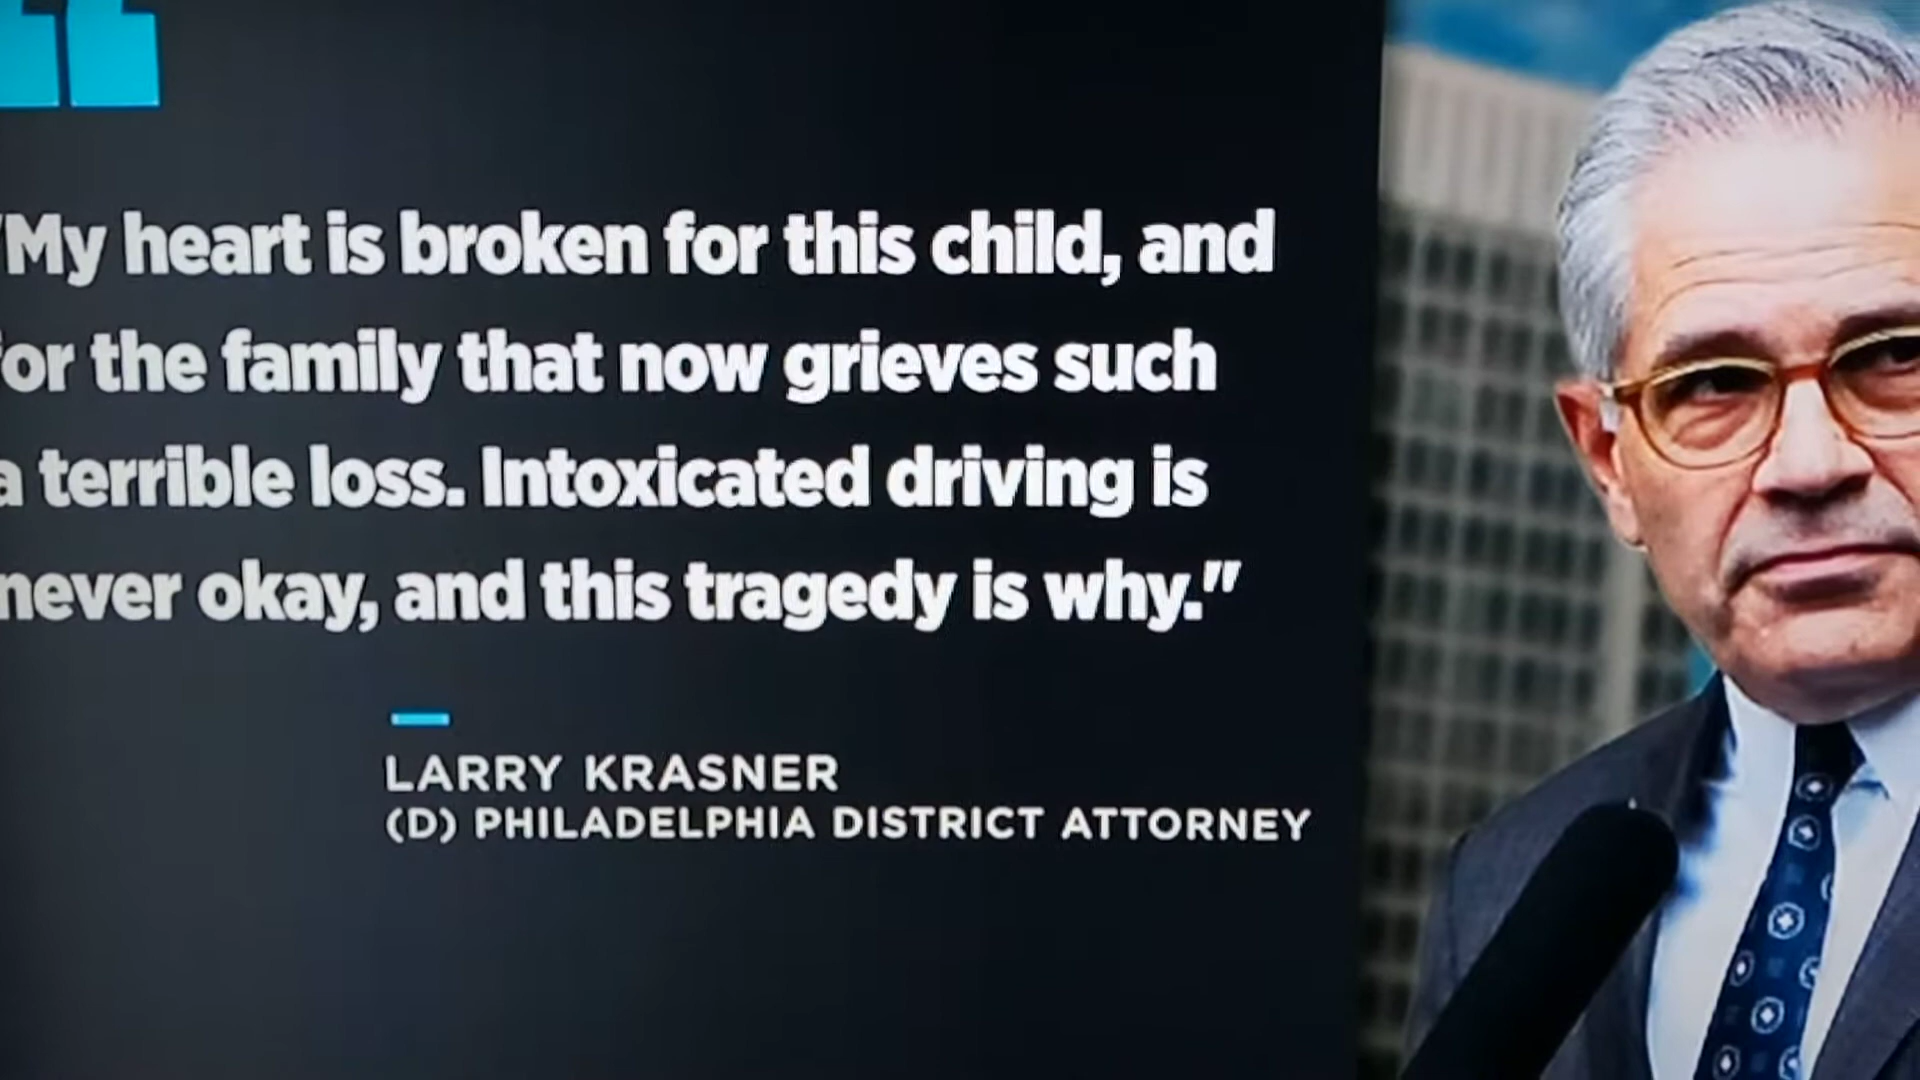 "My heart is broken for this child, and
for the family that now grieves such
a terrible loss. Intoxicated driving is
never okay, and this tragedy is why."
LARRY KRASNER
(D) PHILADELPHIA DISTRICT ATTORNEY